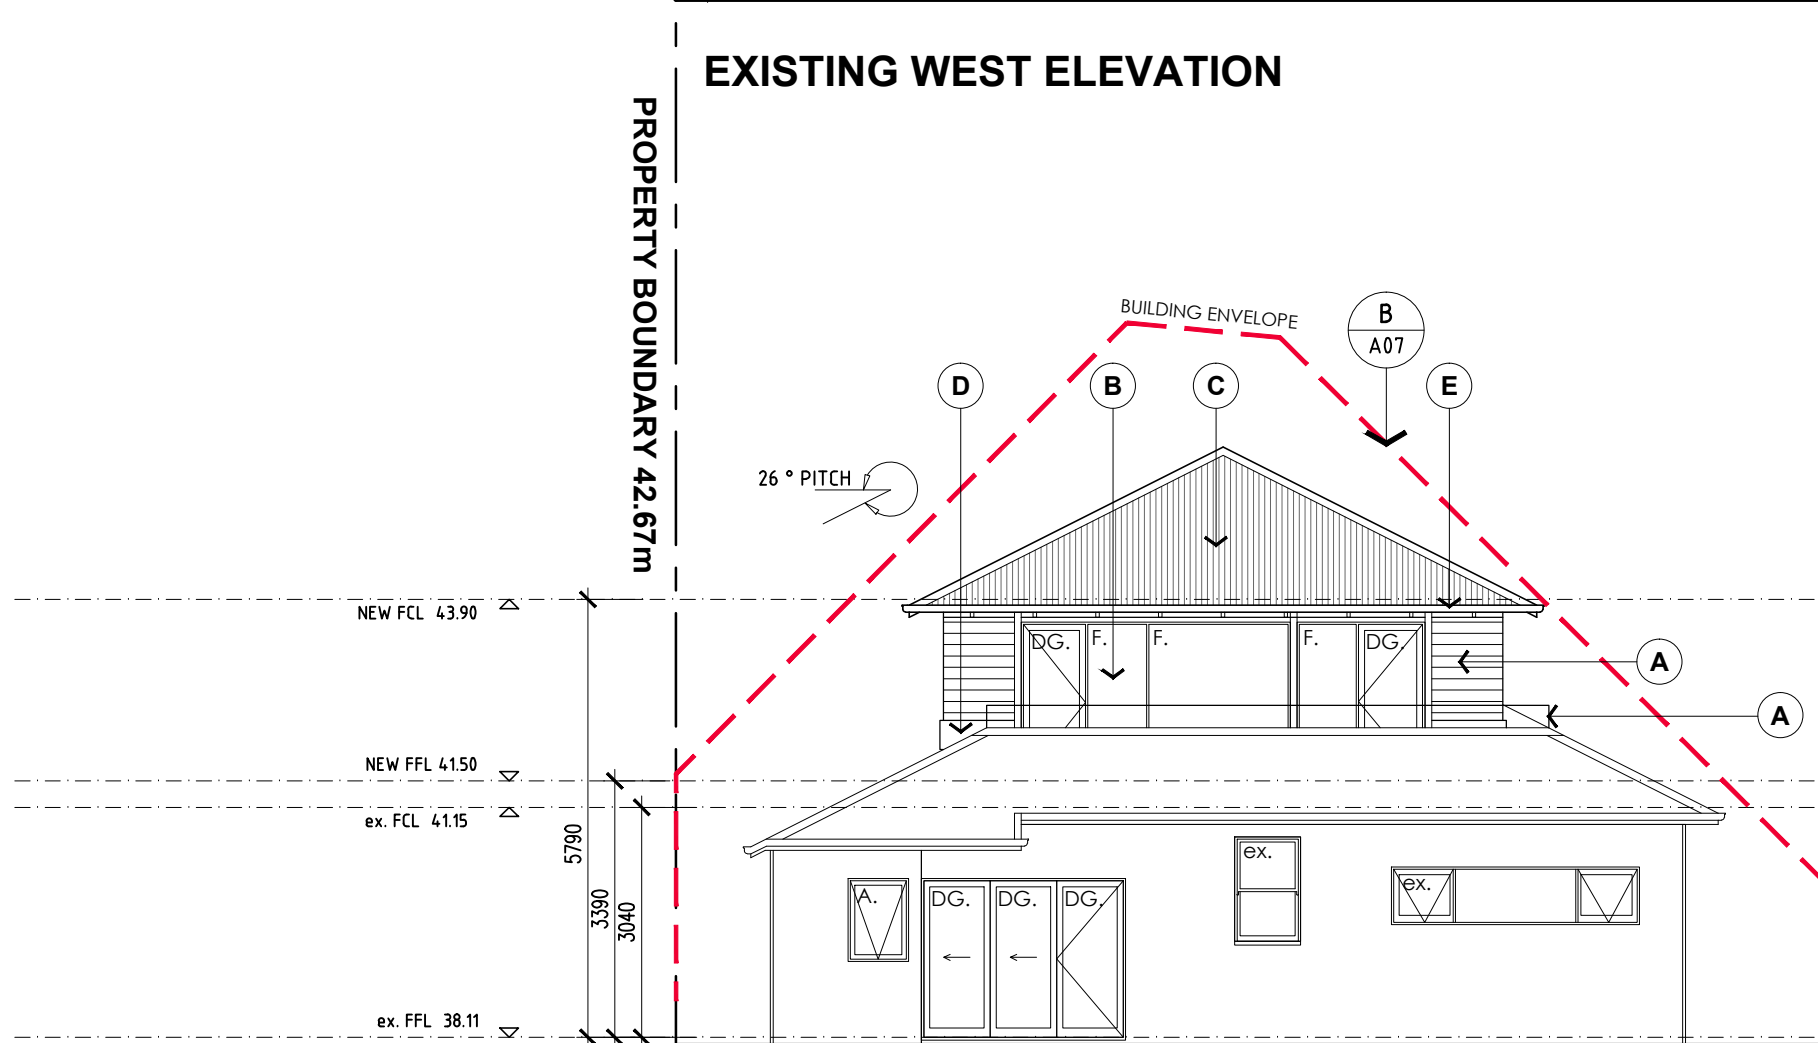 EXISTING WEST ELEVATION
PROPERTY BOUNDARY 42.67m
BUILDING ENVELOPE
B
A07
D
B
C
E
26 ° PITCH
NEW FCL 43.90
DG.
F.
F.
F.
DG.
A
A
NEW FFL 41.50
ex. FCL 41.15
5790
3390
3040
ex.
ex.
A.
DG.
DG.
DG.
ex. FFL 38.11